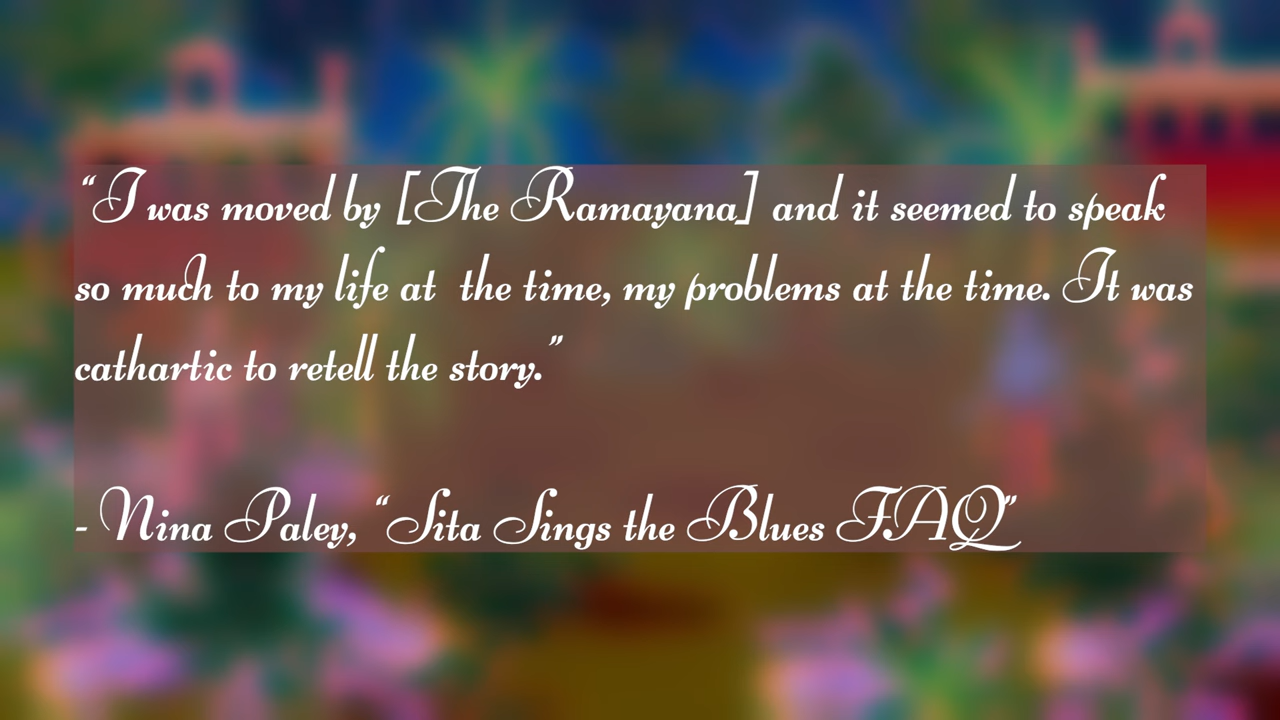 “I was moved by [The Ramayana] and it seemed to speak
so much to my life at  the time, my problems at the time. It was
cathartic to retell the story.”
- Nina Paley, “Sita Sings the Blues FAQ”